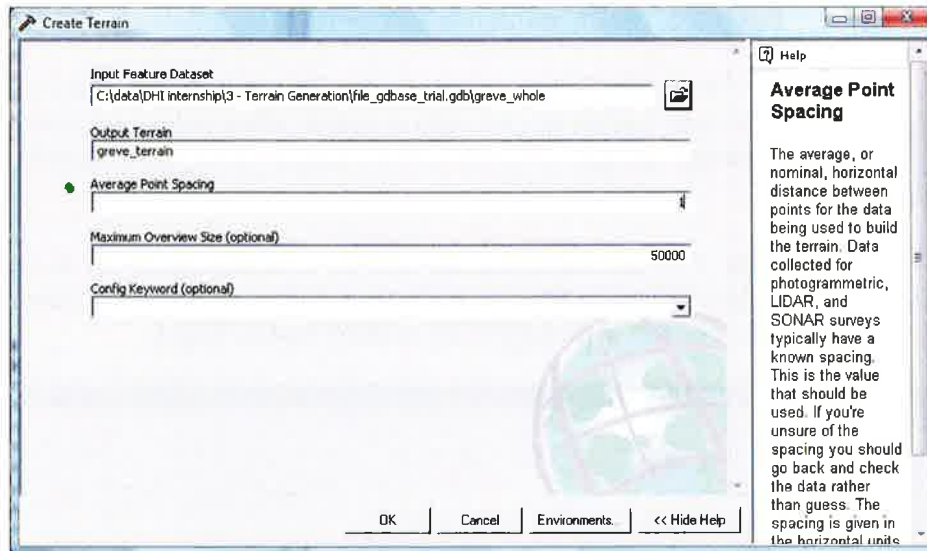 Create Terrain
Input Feature Dataset
C:\data\DHI internship\3 - Terrain Generation\file_gdbase_trial.gdb\greve_whole
Output Terrain
greve_terrain
Average Point Spacing
1
Maximum Overview Size (optional)
50000
Config Keyword (optional)
OK
Cancel
Environments...
<< Hide Help
Help
Average Point
Spacing
The average, or
nominal, horizontal
distance between
points for the data
being used to build
the terrain. Data
collected for
photogrammetric,
LIDAR, and
SONAR surveys
typically have a
known spacing.
This is the value
that should be
used. If you're
unsure of the
spacing you should
go back and check
the data rather
than guess. The
spacing is given in
the horizontal units